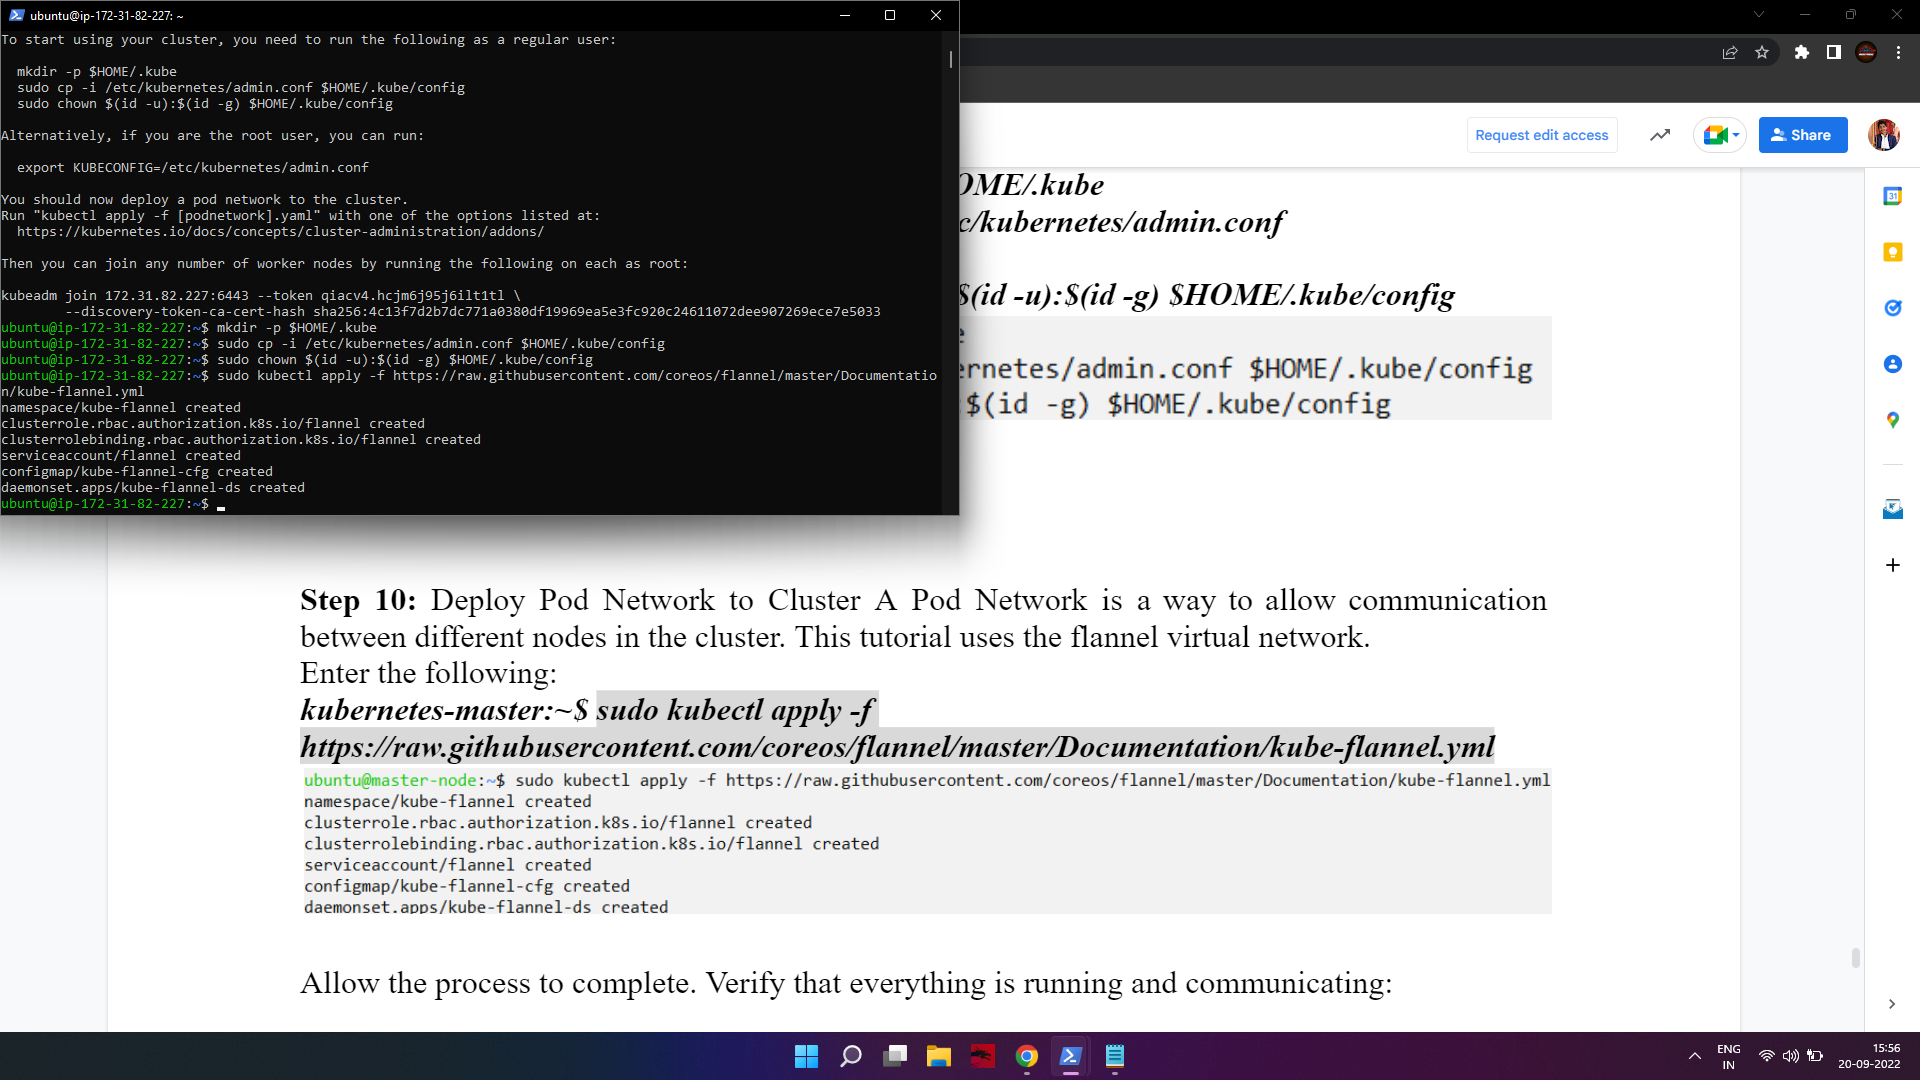 ubuntu@ip-172-31-82-227: ~
To start using your cluster, you need to run the following as a regular user:
mkdir -p $HOME/.kube
sudo cp -i /etc/kubernetes/admin.conf $HOME/.kube/config
sudo chown $(id -u):$(id -g) $HOME/.kube/config
Alternatively, if you are the root user, you can run:
export KUBECONFIG=/etc/kubernetes/admin.conf
You should now deploy a pod network to the cluster.
Run "kubectl apply -f [podnetwork].yaml" with one of the options listed at:
https://kubernetes.io/docs/concepts/cluster-administration/addons/
Then you can join any number of worker nodes by running the following on each as root:
kubeadm join 172.31.82.227:6443 --token qiacv4.hcjm6j95j6ilt1tl \
--discovery-token-ca-cert-hash sha256:4c13f7d2b7dc771a0380df19969ea5e3fc920c24611072dee907269ece7e5033
ubuntu@ip-172-31-82-227:~$ mkdir -p $HOME/.kube
ubuntu@ip-172-31-82-227:~$ sudo cp -i /etc/kubernetes/admin.conf $HOME/.kube/config
ubuntu@ip-172-31-82-227:~$ sudo chown $(id -u):$(id -g) $HOME/.kube/config
ubuntu@ip-172-31-82-227:~$ sudo kubectl apply -f https://raw.githubusercontent.com/coreos/flannel/master/Documentatio
n/kube-flannel.yml
namespace/kube-flannel created
clusterrole.rbac.authorization.k8s.io/flannel created
clusterrolebinding.rbac.authorization.k8s.io/flannel created
serviceaccount/flannel created
configmap/kube-flannel-cfg created
daemonset.apps/kube-flannel-ds created
ubuntu@ip-172-31-82-227:~$
Request edit access
Share
OME/.kube
c/kubernetes/admin.conf
$(id -u):$(id -g) $HOME/.kube/config
e
ernetes/admin.conf $HOME/.kube/config
:$(id -g) $HOME/.kube/config
31
Step 10: Deploy Pod Network to Cluster A Pod Network is a way to allow communication
between different nodes in the cluster. This tutorial uses the flannel virtual network.
Enter the following:
kubernetes-master:~$ sudo kubectl apply -f
https://raw.githubusercontent.com/coreos/flannel/master/Documentation/kube-flannel.yml
ubuntu@master-node:~$ sudo kubectl apply -f https://raw.githubusercontent.com/coreos/flannel/master/Documentation/kube-flannel.yml
namespace/kube-flannel created
clusterrole.rbac.authorization.k8s.io/flannel created
clusterrolebinding.rbac.authorization.k8s.io/flannel created
serviceaccount/flannel created
configmap/kube-flannel-cfg created
daemonset.apps/kube-flannel-ds created
Allow the process to complete. Verify that everything is running and communicating:
ENG
IN
15:56
20-09-2022